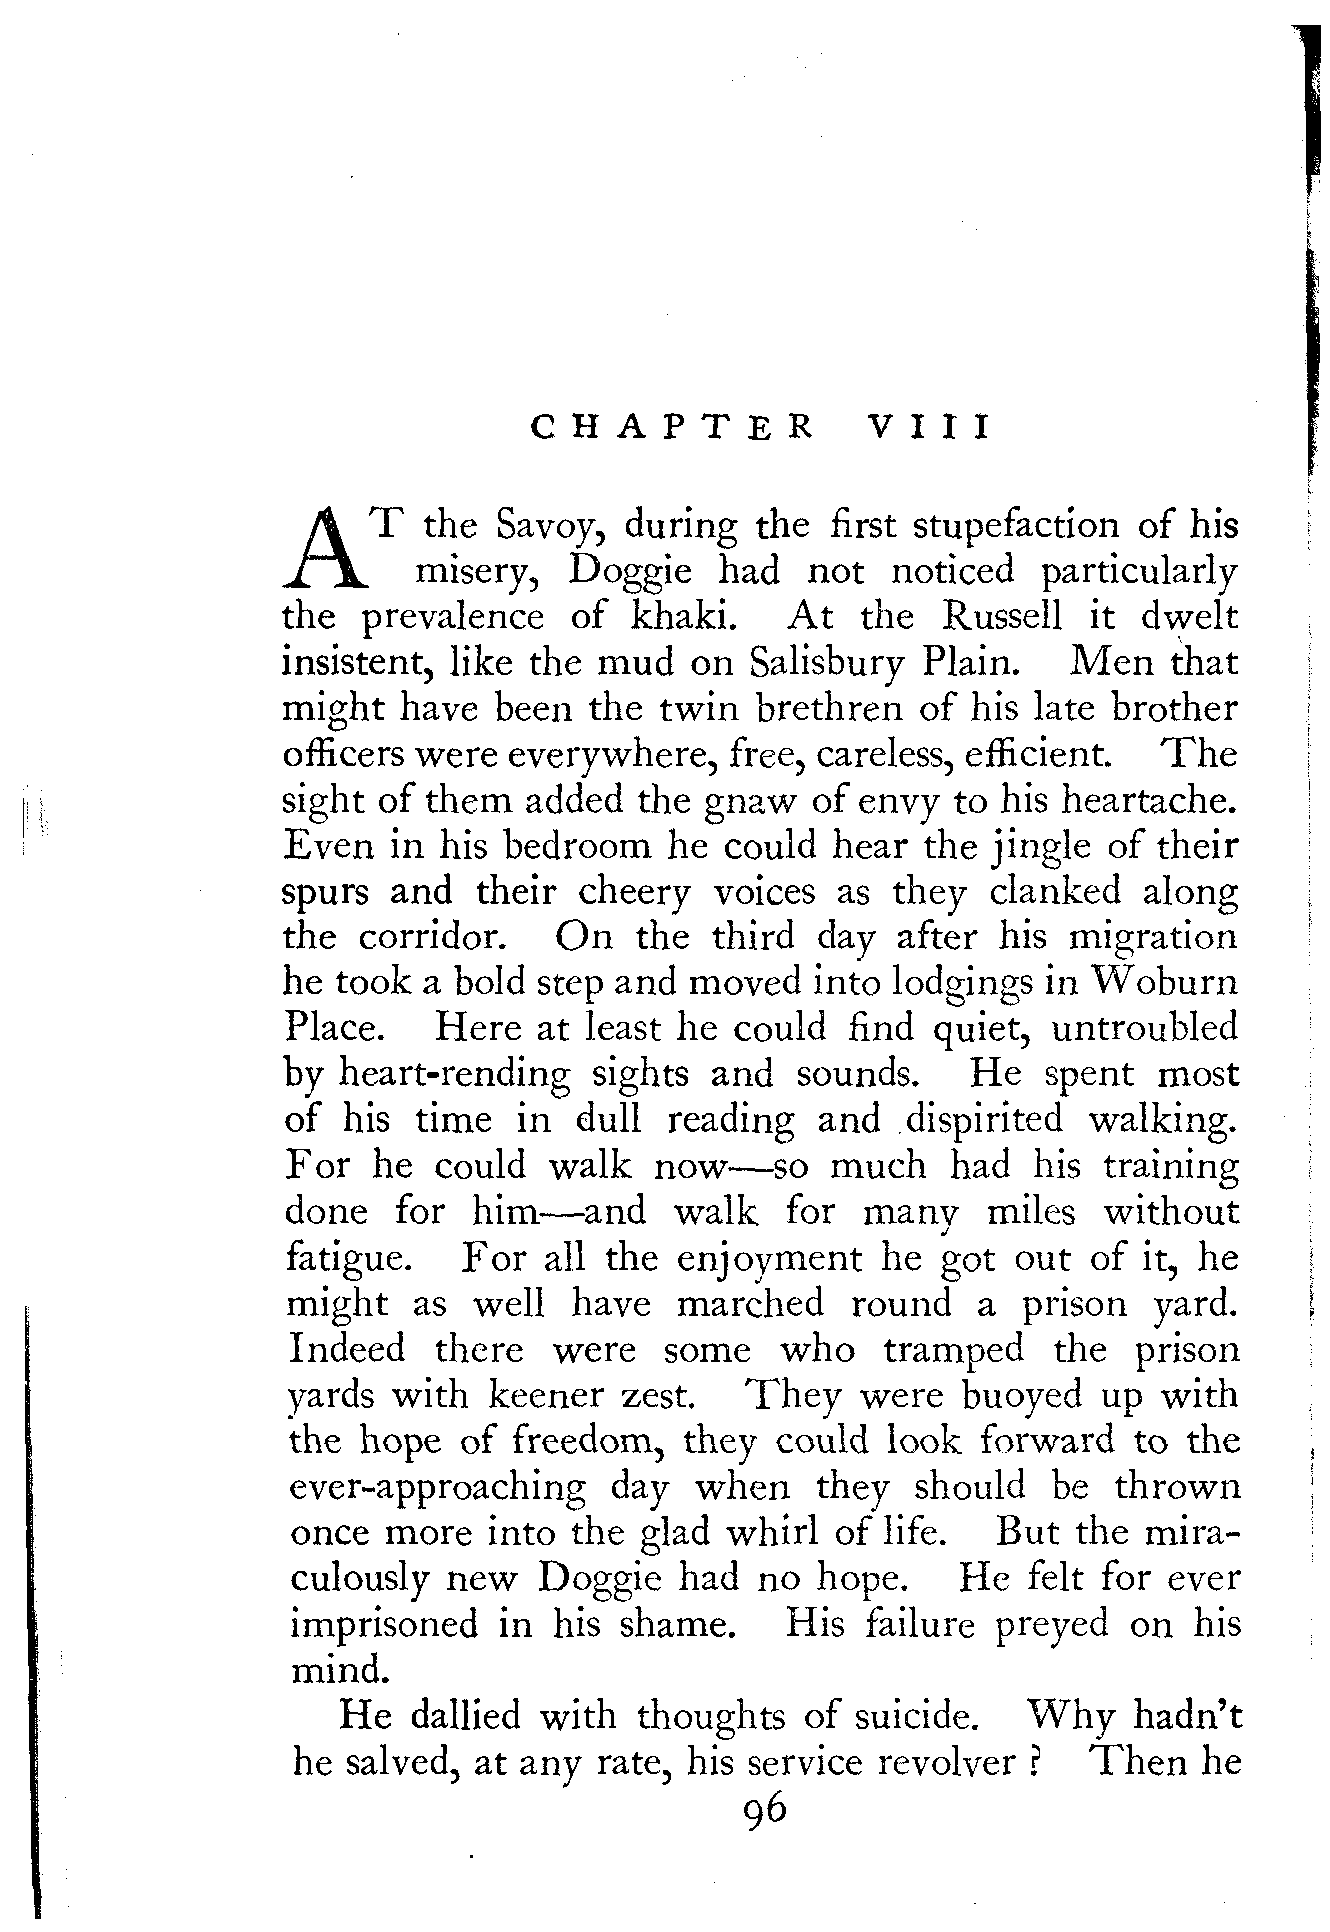 CHAPTER VIII
AT the Savoy, during the first stupefaction of his
misery, Doggie had not noticed particularly
the prevalence of khaki. At the Russell it dwelt
insistent, like the mud on Salisbury Plain. Men that
might have been the twin brethren of his late brother
officers were everywhere, free, careless, efficient. The
sight of them added the gnaw of envy to his heartache.
Even in his bedroom he could hear the jingle of their
spurs and their cheery voices as they clanked along
the corridor. On the third day after his migration
he took a bold step and moved into lodgings in Woburn
Place. Here at least he could find quiet, untroubled
by heart-rending sights and sounds. He spent most
of his time in dull reading and dispirited walking.
For he could walk now—so much had his training
done for him—and walk for many miles without
fatigue. For all the enjoyment he got out of it, he
might as well have marched round a prison yard.
Indeed there were some who tramped the prison
yards with keener zest. They were buoyed up with
the hope of freedom, they could look forward to the
ever-approaching day when they should be thrown
once more into the glad whirl of life. But the mira-
culously new Doggie had no hope. He felt for ever
imprisoned in his shame. His failure preyed on his
mind.
He dallied with thoughts of suicide. Why hadn't
he salved, at any rate, his service revolver ? Then he
96